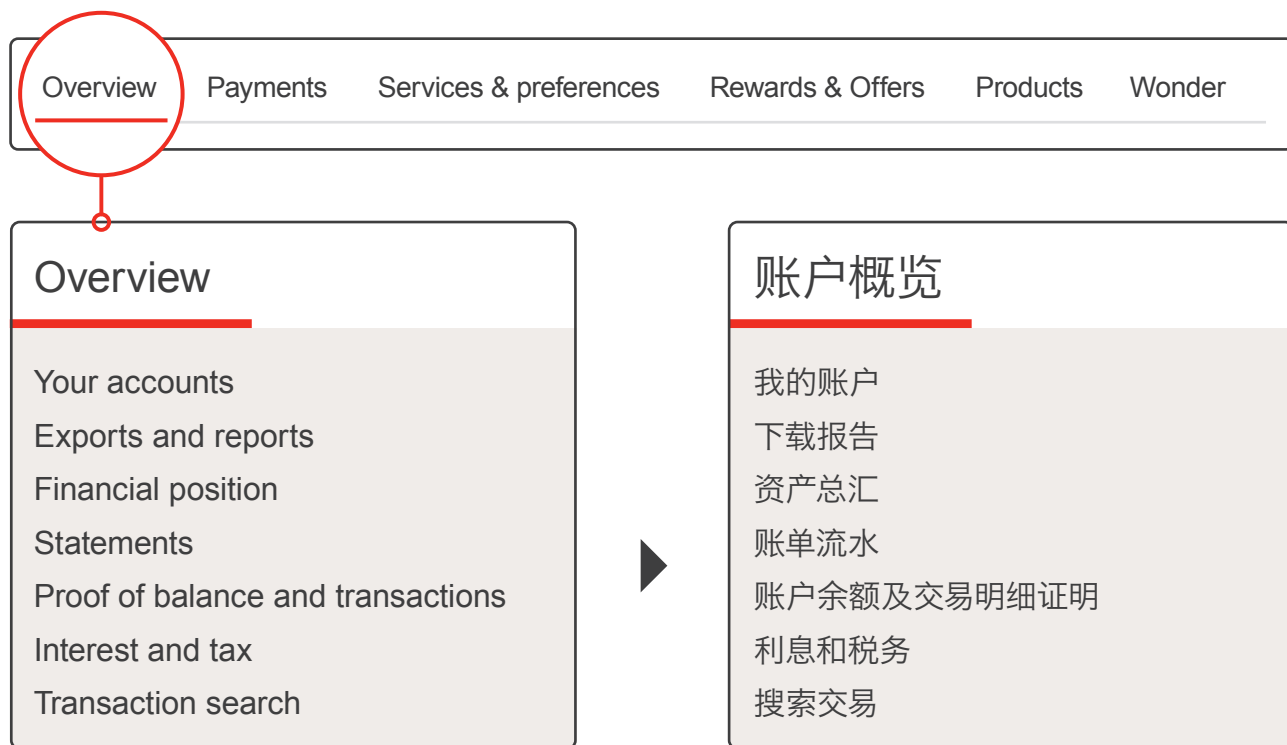 Overview Payments Services & preferences Rewards & Offers Products Wonder
Overview
Your accounts
Exports and reports
Financial position
Statements
Proof of balance and transactions
Interest and tax
Transaction search
账户概览
我的账户
下载报告
资产总汇
账单流水
账户余额及交易明细证明
利息和税务
搜索交易